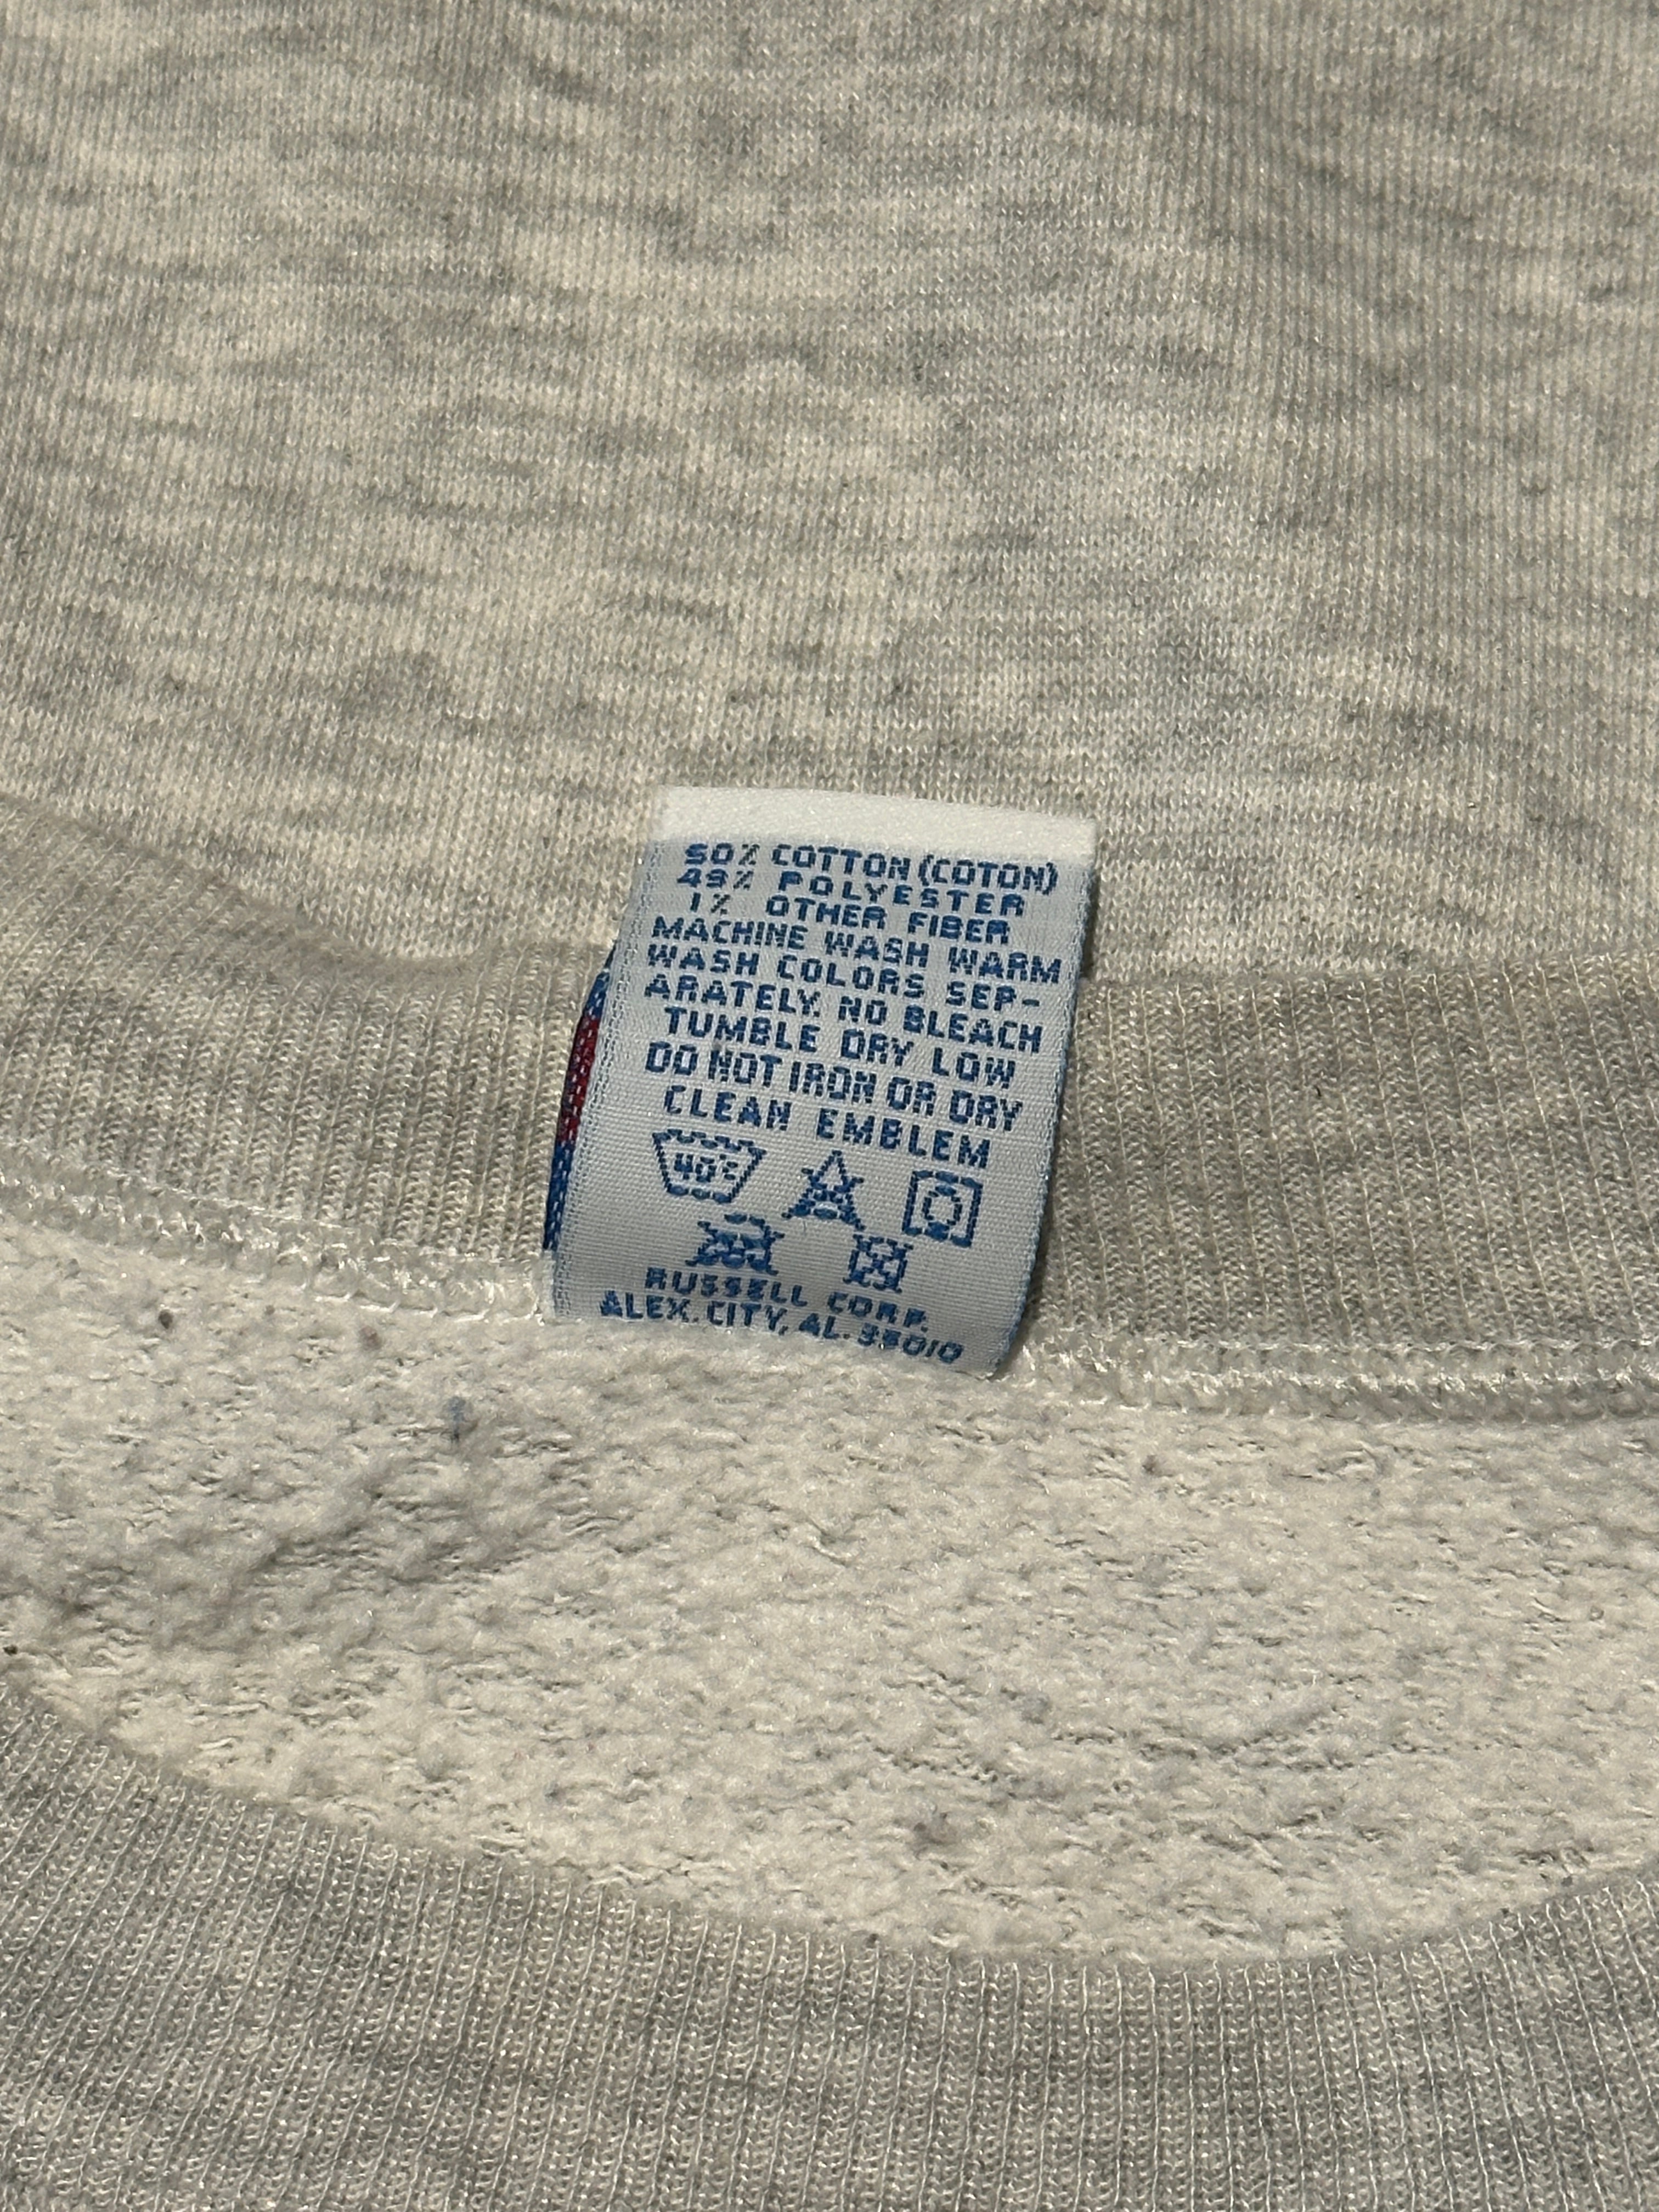 50% COTTON (COTON)
49% POLYESTER
1% OTHER FIBER
MACHINE WASH WARM
WASH COLORS SEP-
ARATELY. NO BLEACH
TUMBLE DRY LOW
DO NOT IRON OR DRY
CLEAN EMBLEM
40°C
RUSSELL CORP.
ALEX. CITY, AL. 35010